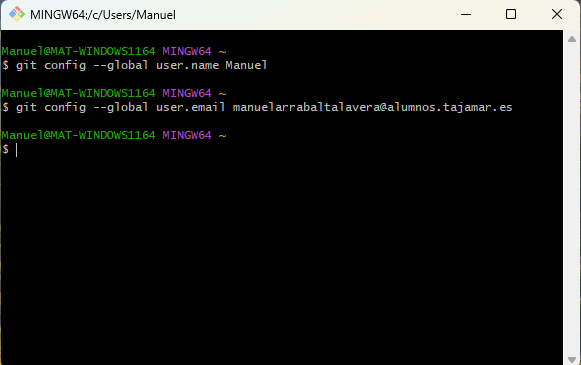 MINGW64:/c/Users/Manuel
Manuel@MAT-WINDOWS1164 MINGW64 ~
$ git config --global user.name Manuel
Manuel@MAT-WINDOWS1164 MINGW64 ~
$ git config --global user.email manuelarrabaltalavera@alumnos.tajamar.es
Manuel@MAT-WINDOWS1164 MINGW64 ~
$